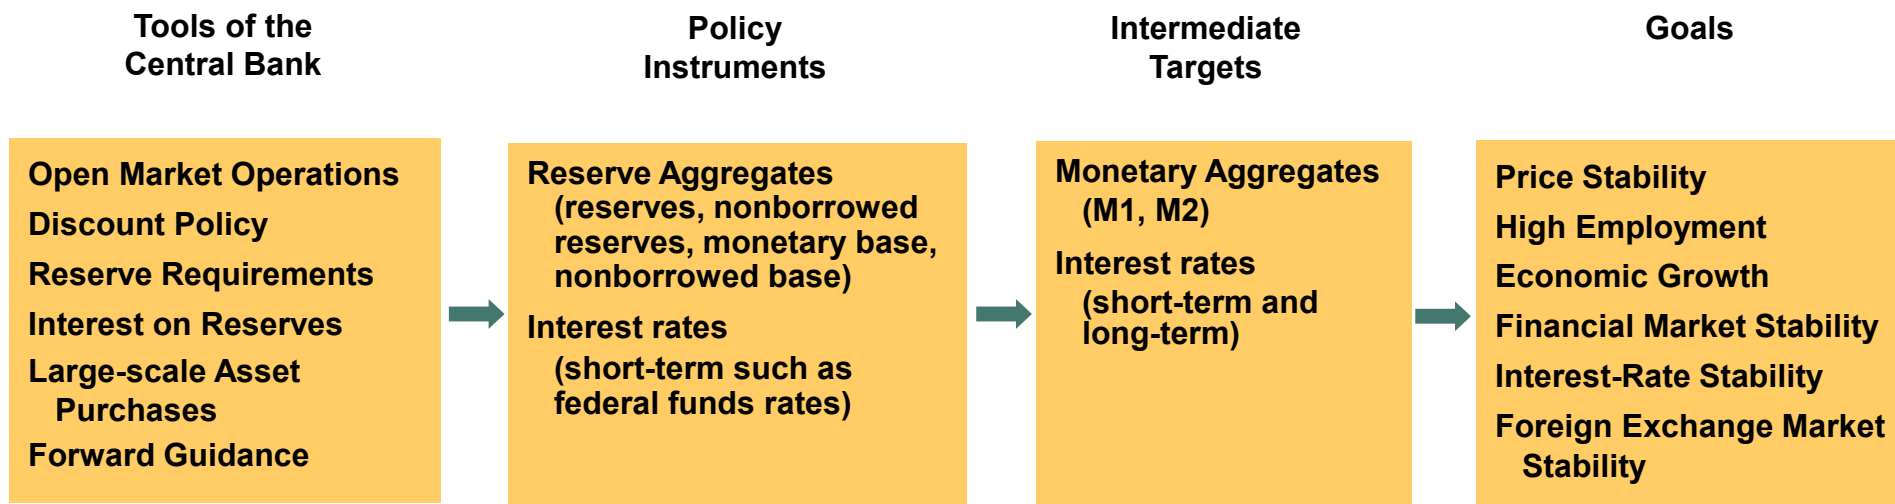 Tools of the
Central Bank
Policy
Instruments
Intermediate
Targets
Goals
Open Market Operations
Discount Policy
Reserve Requirements
Interest on Reserves
Large-scale Asset
Purchases
Forward Guidance
Reserve Aggregates
(reserves, nonborrowed
reserves, monetary base,
nonborrowed base)
Interest rates
(short-term such as
federal funds rates)
Monetary Aggregates
(M1, M2)
Interest rates
(short-term and
long-term)
Price Stability
High Employment
Economic Growth
Financial Market Stability
Interest-Rate Stability
Foreign Exchange Market
Stability